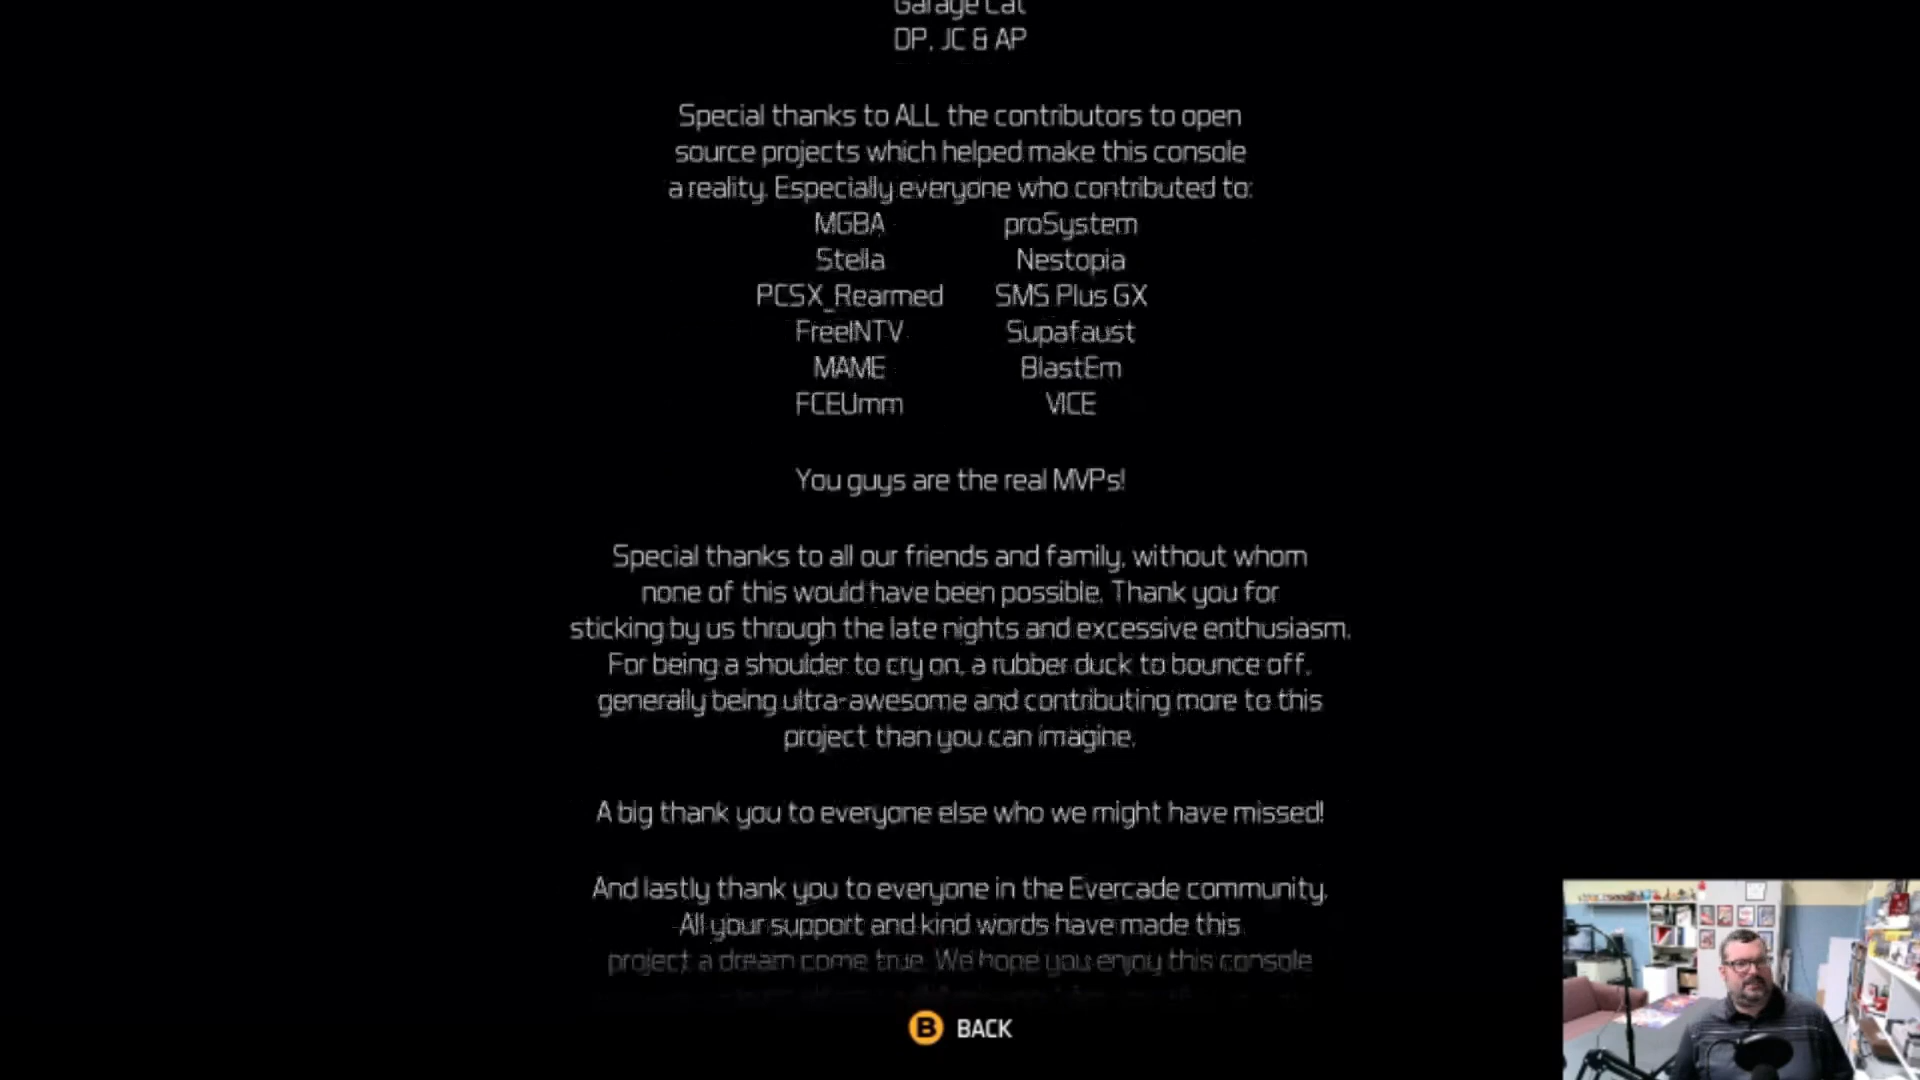 Garage Cat
DP, JC & AP
Special thanks to ALL the contributors to open
source projects which helped make this console
a reality. Especially everyone who contributed to:
MGBA proSystem
Stella Nestopia
PCSX_Rearmed SMS Plus GX
FreeINTV Supafaust
MAME BlastEm
FCEUmm VICE
You guys are the real MVPs!
Special thanks to all our friends and family, without whom
none of this would have been possible. Thank you for
sticking by us through the late nights and excessive enthusiasm.
For being a shoulder to cry on, a rubber duck to bounce off,
generally being ultra-awesome and contributing more to this
project than you can imagine.
A big thank you to everyone else who we might have missed!
And lastly thank you to everyone in the Evercade community.
All your support and kind words have made this
project a dream come true. We hope you enjoy this console
B BACK